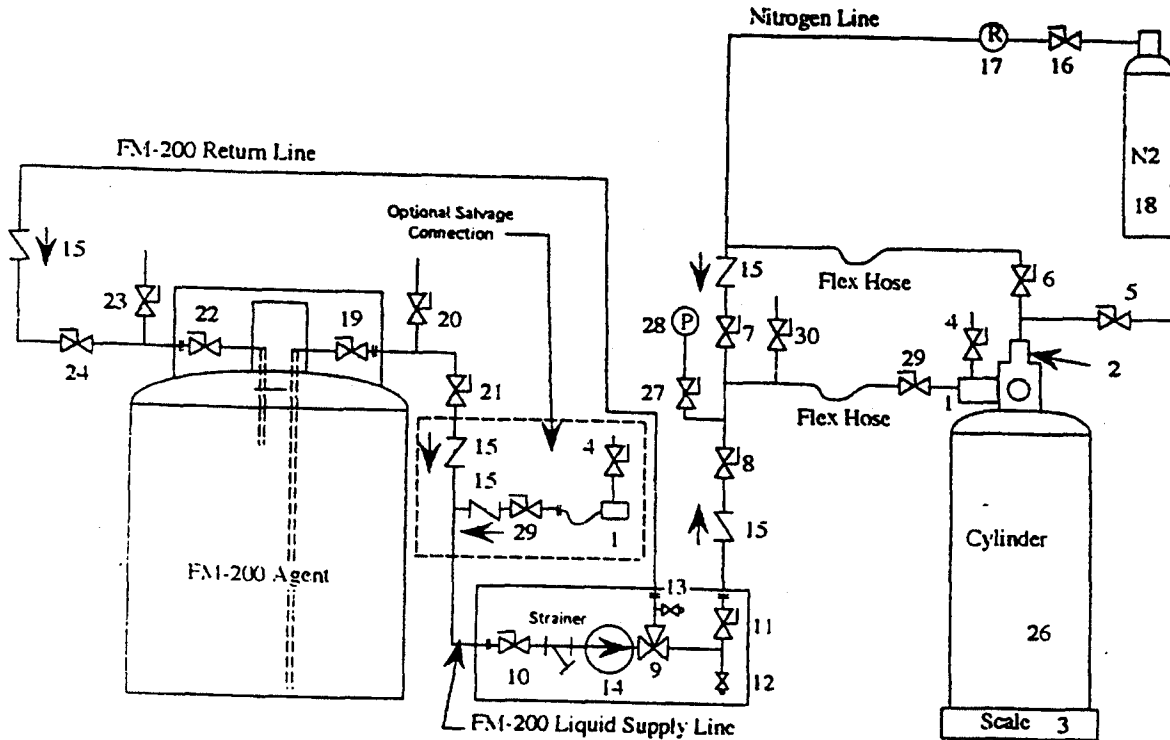 Nitrogen Line
R
17
16
N2
18
FM-200 Return Line
Optional Salvage
Connection
15
15
Flex Hose
6
5
23
22
19
20
28
P
7
30
4
29
2
24
21
27
1
Flex Hose
15
15
4
8
29
1
15
Cylinder
FM-200 Agent
13
Strainer
11
26
10
14
9
12
FM-200 Liquid Supply Line
Scale 3